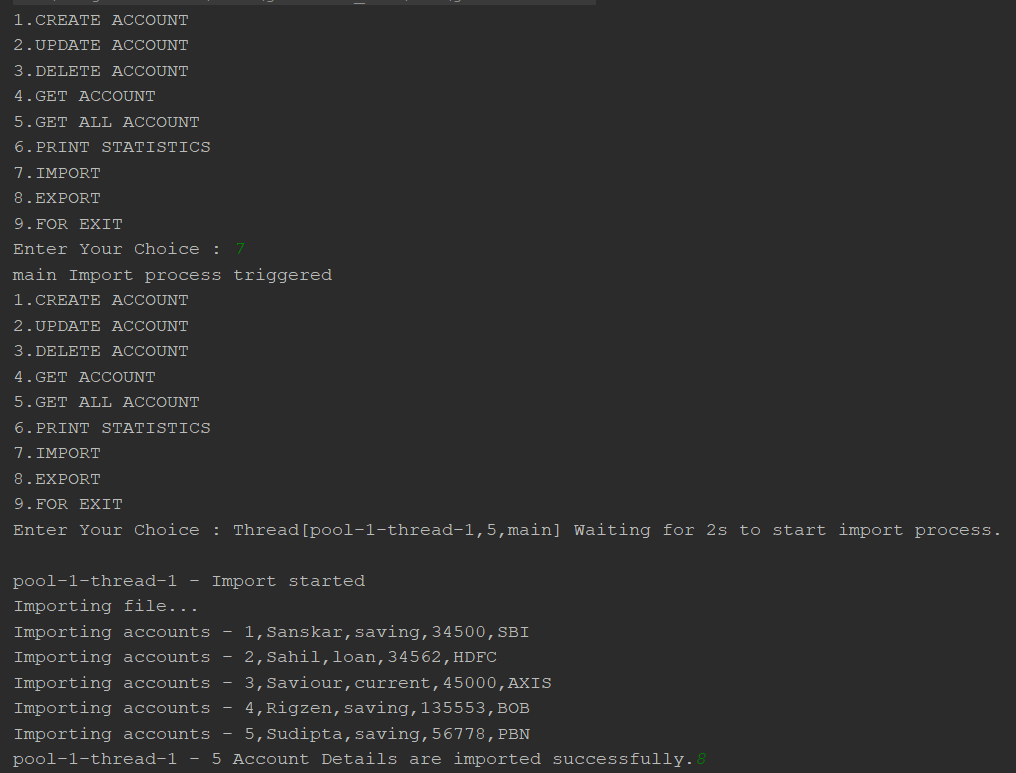 1.CREATE ACCOUNT
2.UPDATE ACCOUNT
3.DELETE ACCOUNT
4.GET ACCOUNT
5.GET ALL ACCOUNT
6.PRINT STATISTICS
7.IMPORT
8.EXPORT
9.FOR EXIT
Enter Your Choice : 7
main Import process triggered
1.CREATE ACCOUNT
2.UPDATE ACCOUNT
3.DELETE ACCOUNT
4.GET ACCOUNT
5.GET ALL ACCOUNT
6.PRINT STATISTICS
7.IMPORT
8.EXPORT
9.FOR EXIT
Enter Your Choice : Thread[pool-1-thread-1,5,main] Waiting for 2s to start import process.
pool-1-thread-1 - Import started
Importing file...
Importing accounts - 1,Sanskar,saving,34500,SBI
Importing accounts - 2,Sahil,loan,34562,HDFC
Importing accounts - 3,Saviour,current,45000,AXIS
Importing accounts - 4,Rigzen,saving,135553,BOB
Importing accounts - 5,Sudipta,saving,56778,PBN
pool-1-thread-1 - 5 Account Details are imported successfully.8